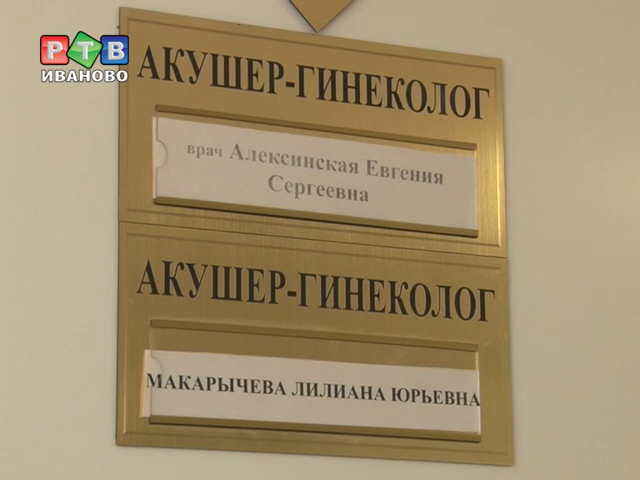 РТВ
ИВАНОВО
АКУШЕР-ГИНЕКОЛОГ
врач Алексинская Евгения
Сергеевна
АКУШЕР-ГИНЕКОЛОГ
МАКАРЫЧЕВА ЛИЛИАНА ЮРЬЕВНА